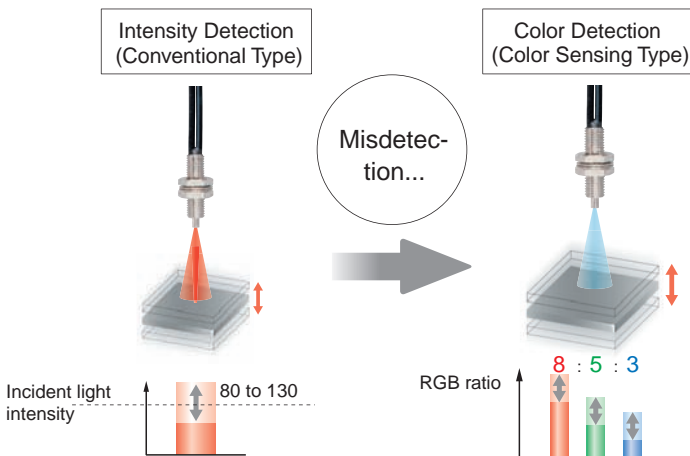 Intensity Detection
(Conventional Type)
Color Detection
(Color Sensing Type)
Misdetec-
tion...
Incident light
intensity
80 to 130
RGB ratio
8 : 5 : 3